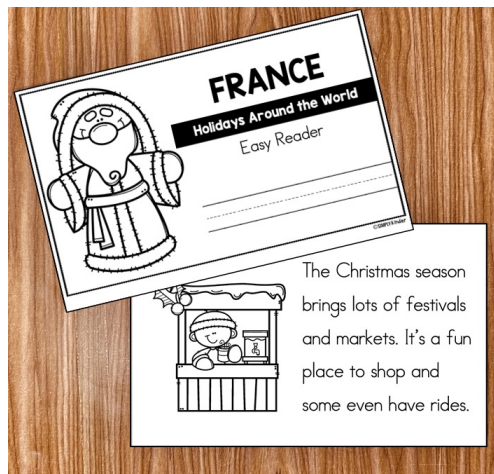 FRANCE
Holidays Around the World
Easy Reader
©SIMPLYkinder
The Christmas season
brings lots of festivals
and markets. It's a fun
place to shop and
some even have rides.